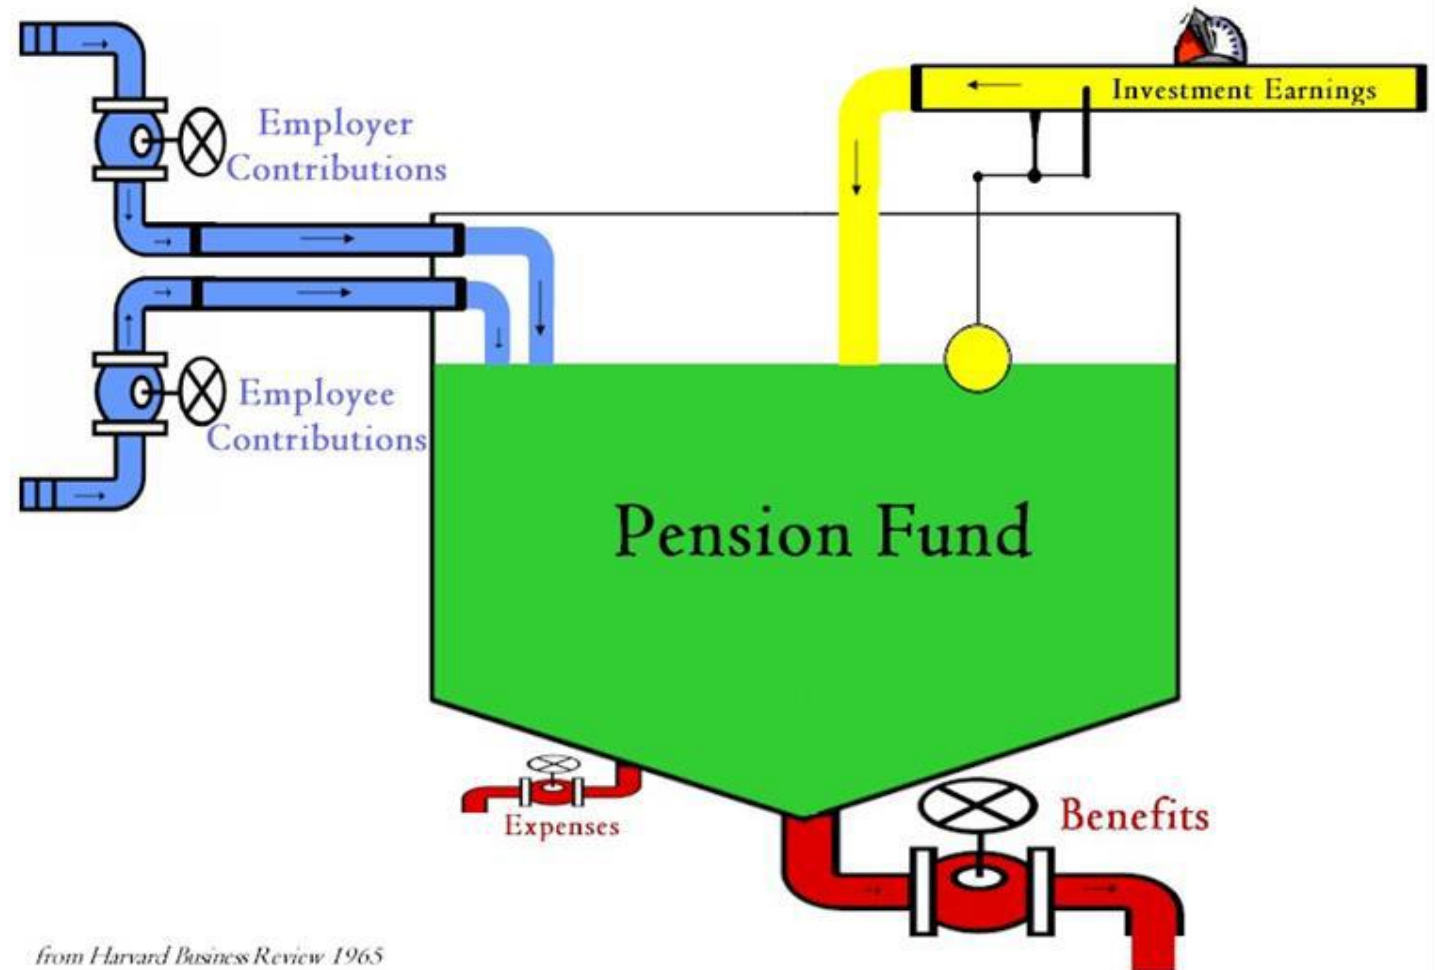 Investment Earnings
Employer
Contributions
Employee
Contributions
Pension Fund
Expenses
Benefits
from Harvard Business Review 1965